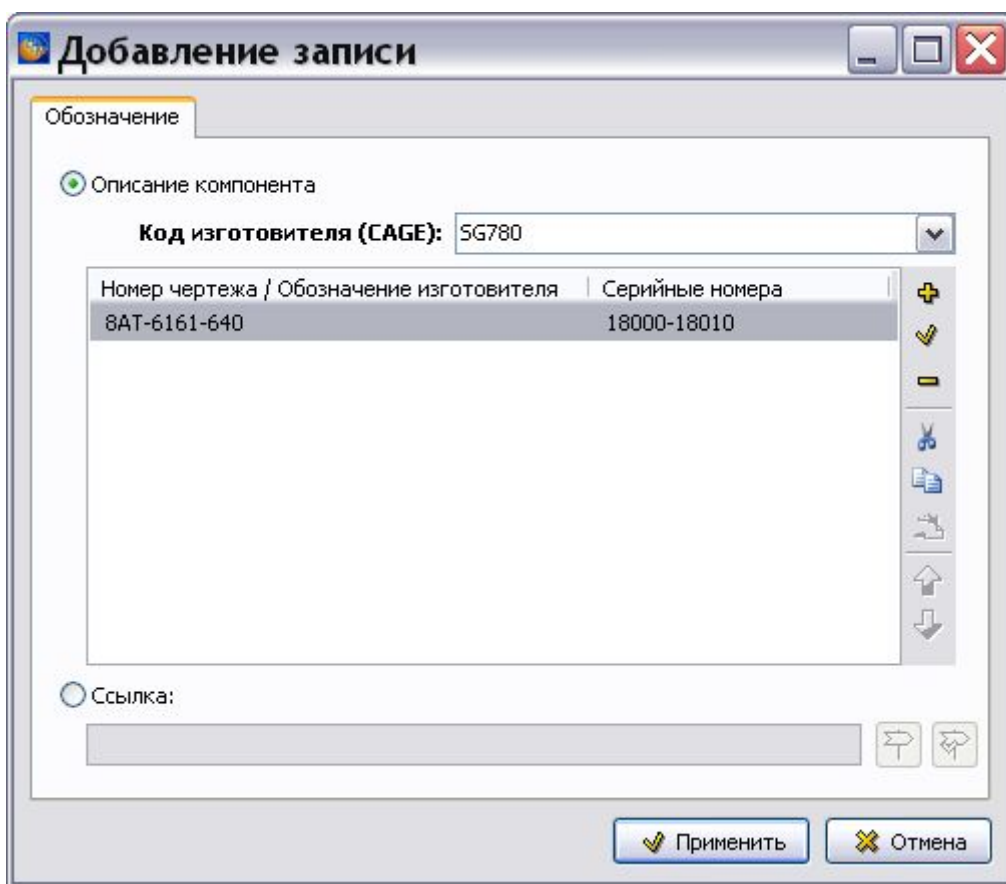 Добавление записи
Обозначение
Описание компонента
Код изготовителя (CAGE): SG780
Номер чертежа / Обозначение изготовителя Серийные номера
8АТ-6161-640 18000-18010
Ссылка:
Применить Отмена